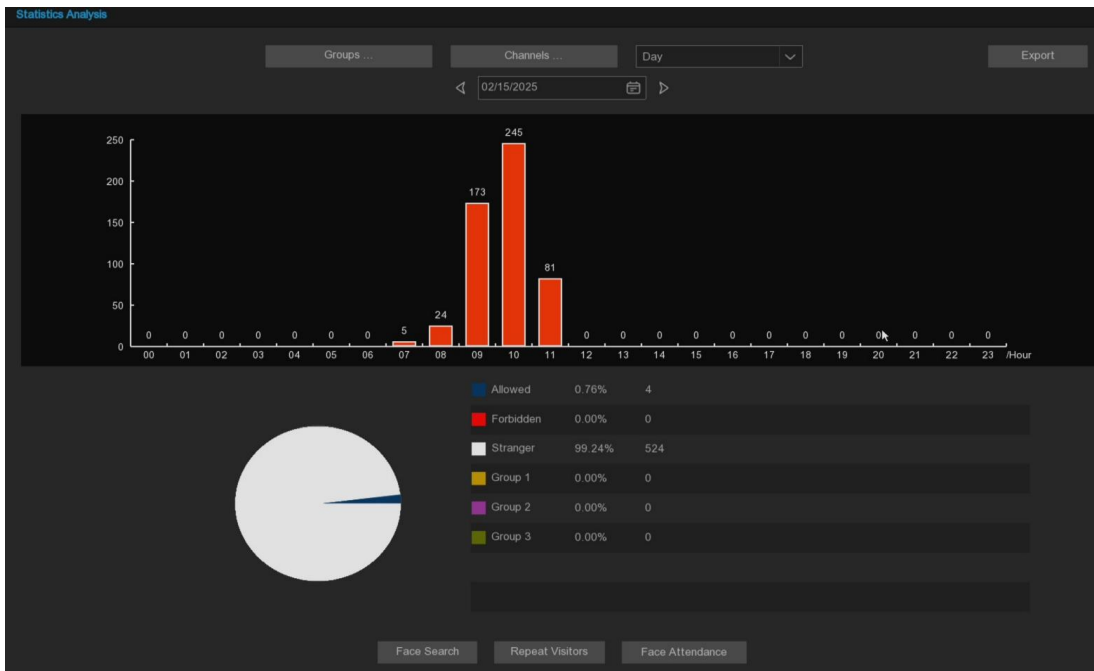 Statistics Analysis
Groups ... Channels ... Day Export
02/15/2025
250
200
150
100
50
0
245
173
81
24
5
0 0 0 0 0 0 0 0 0 0 0 0 0 0 0 0 0 0 0
00 01 02 03 04 05 06 07 08 09 10 11 12 13 14 15 16 17 18 19 20 21 22 23 /Hour
Allowed 0.76% 4
Forbidden 0.00% 0
Stranger 99.24% 524
Group 1 0.00% 0
Group 2 0.00% 0
Group 3 0.00% 0
Face Search Repeat Visitors Face Attendance